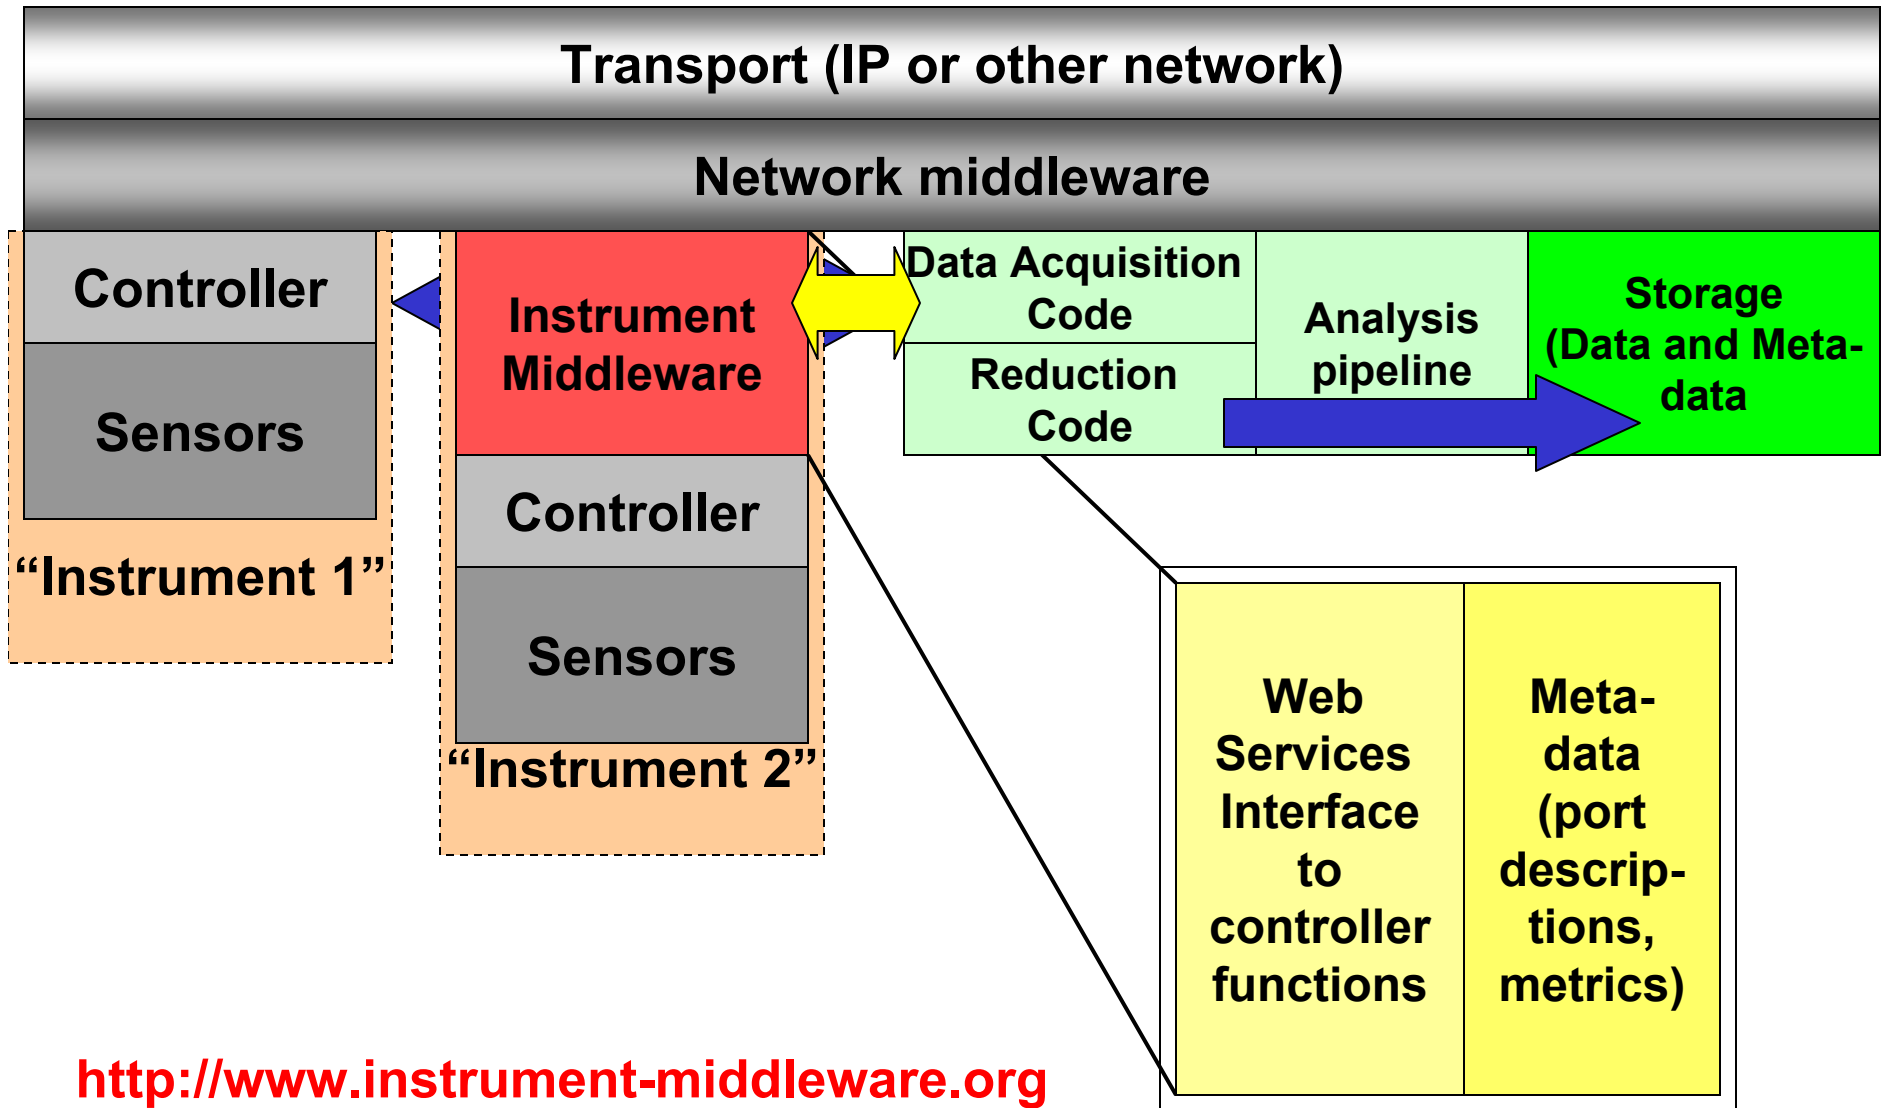 Transport (IP or other network)
Network middleware
Controller
Sensors
“Instrument 1”
Instrument
Middleware
Controller
Sensors
“Instrument 2”
Data Acquisition
Code
Reduction
Code
Analysis
pipeline
Storage
(Data and Meta-
data
Web
Services
Interface
to
controller
functions
Meta-
data
(port
descrip-
tions,
metrics)
http://www.instrument-middleware.org